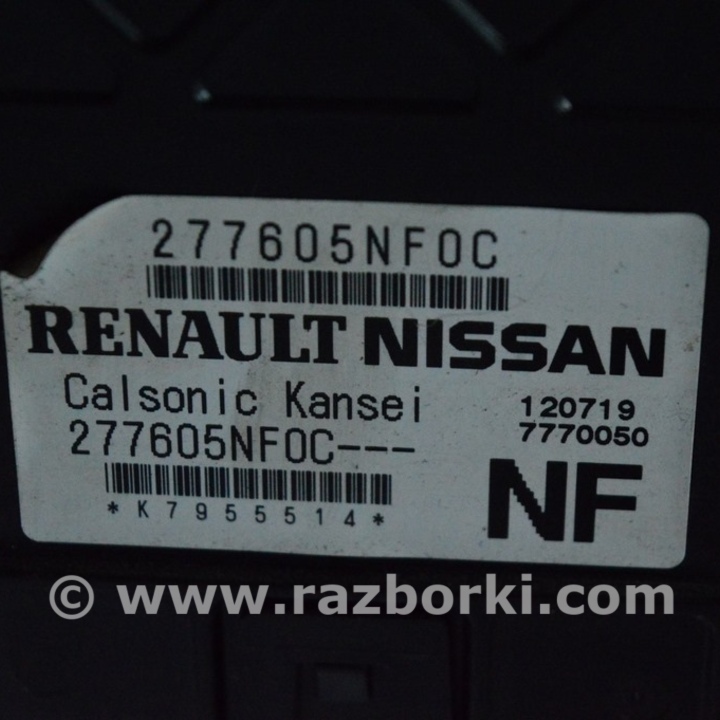 277605NF0C
RENAULT NISSAN
Calsonic Kansei
120719
277605NF0C---
7770050
NF
*K7955514*
© www.razborki.com